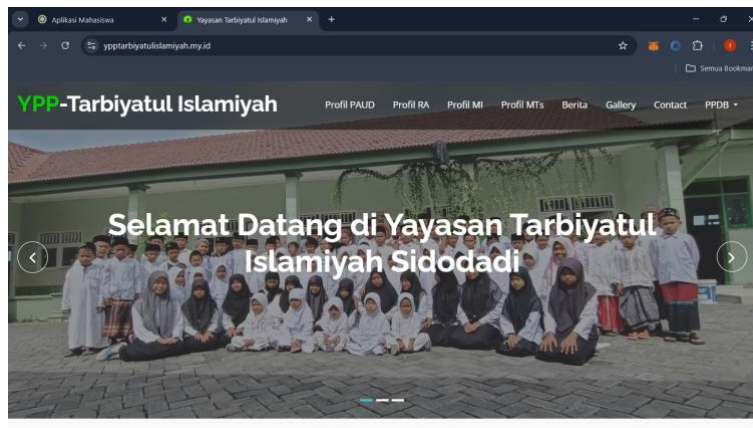 Aplikasi Mahasiswa
Yayasan Tarbiyatul Islamiyah
ypptarbiyatulislamiyah.my.id
Semua Bookmar
YPP-Tarbiyatul Islamiyah
Profil PAUD Profil RA Profil MI Profil MTs Berita Gallery Contact PPDB
Selamat Datang di Yayasan Tarbiyatul
Islamiyah Sidodadi